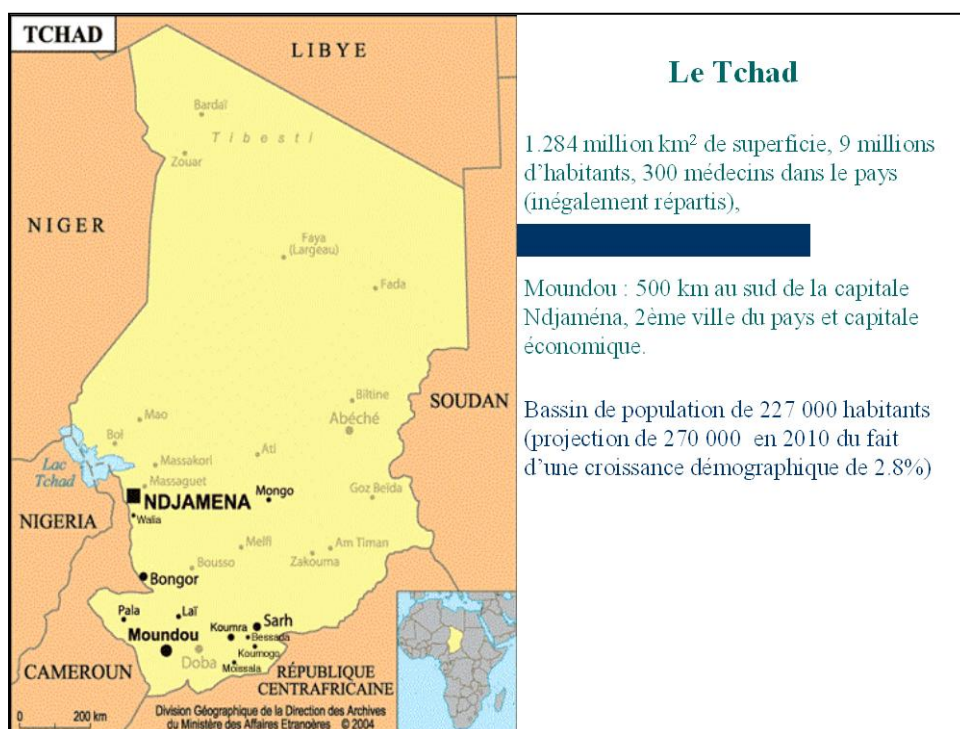 TCHAD
LIBYE
Bardaï
Tibesti
Zouar
NIGER
Faya
(Largeau)
Fada
Mao
Bol
Lac
Tchad
Massakori
Massaguet
NDJAMENA
Walia
Ati
Mongo
Biltine
Abéché
Goz Beïda
SOUDAN
NIGERIA
Melfi
Am Timan
Zakouma
Bousso
Bongor
Pala
Laï
Moundou
Doba
Koumra
Sarh
Bessada
Koumogo
Moissala
CAMEROUN
RÉPUBLIQUE
CENTRAFRICAINE
0 200 km
Division Géographique de la Direction des Archives
du Ministère des Affaires Etrangères © 2004
Le Tchad
1.284 million km² de superficie, 9 millions
d’habitants, 300 médecins dans le pays
(inégalement répartis),
Moundou : 500 km au sud de la capitale
Ndjaména, 2ème ville du pays et capitale
économique.
Bassin de population de 227 000 habitants
(projection de 270 000 en 2010 du fait
d’une croissance démographique de 2.8%)